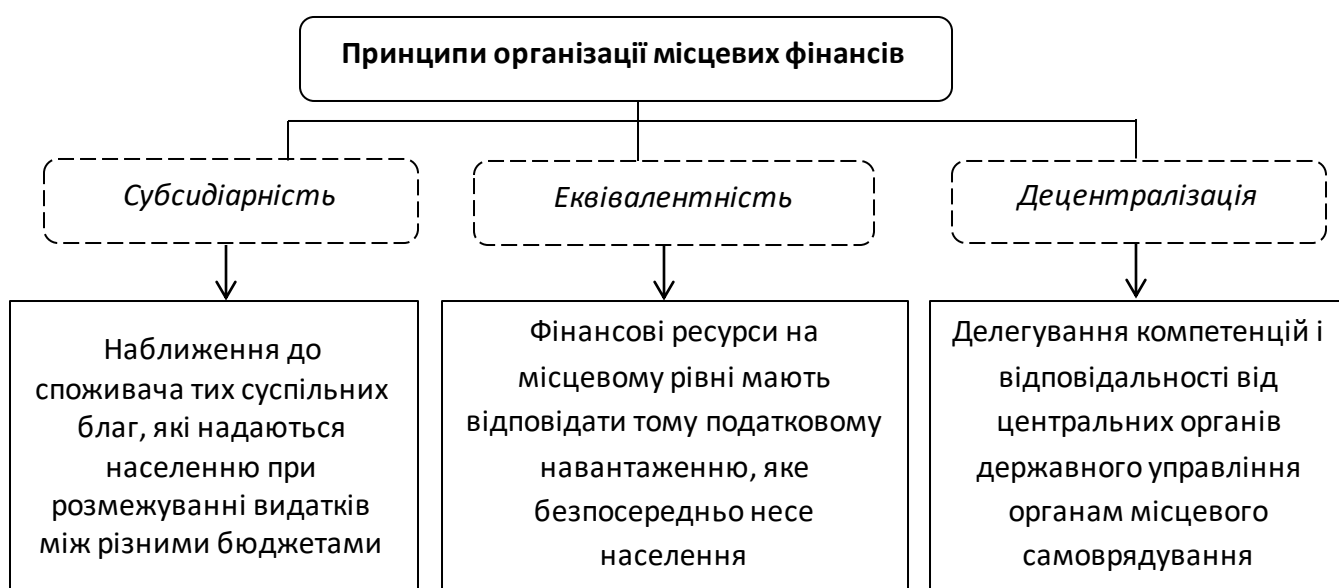 Принципи організації місцевих фінансів
Субсидіарність
Еквівалентність
Децентралізація
Наближення до
споживача тих суспільних
благ, які надаються
населенню при
розмежуванні видатків
між різними бюджетами
Фінансові ресурси на
місцевому рівні мають
відповідати тому податковому
навантаженню, яке
безпосередньо несе
населення
Делегування компетенцій і
відповідальності від
центральних органів
державного управління
органам місцевого
самоврядування